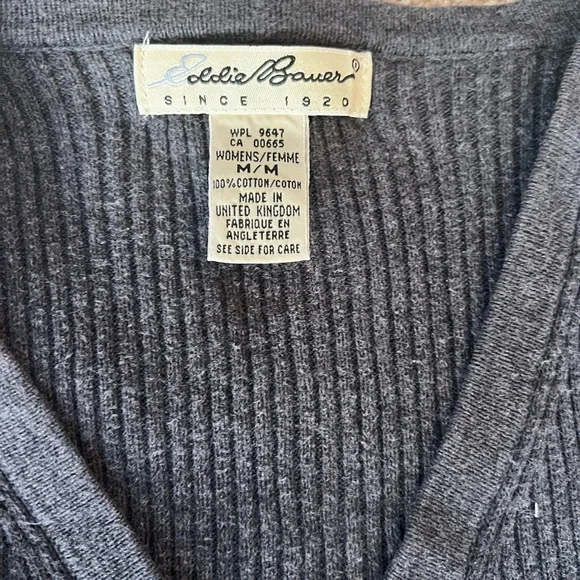 Eddie Bauer®
SINCE 1920
WPL 9647
CA 00665
WOMENS/FEMME
M/M
100% COTTON/COTON
MADE IN
UNITED KINGDOM
FABRIQUE EN
ANGLETERRE
SEE SIDE FOR CARE